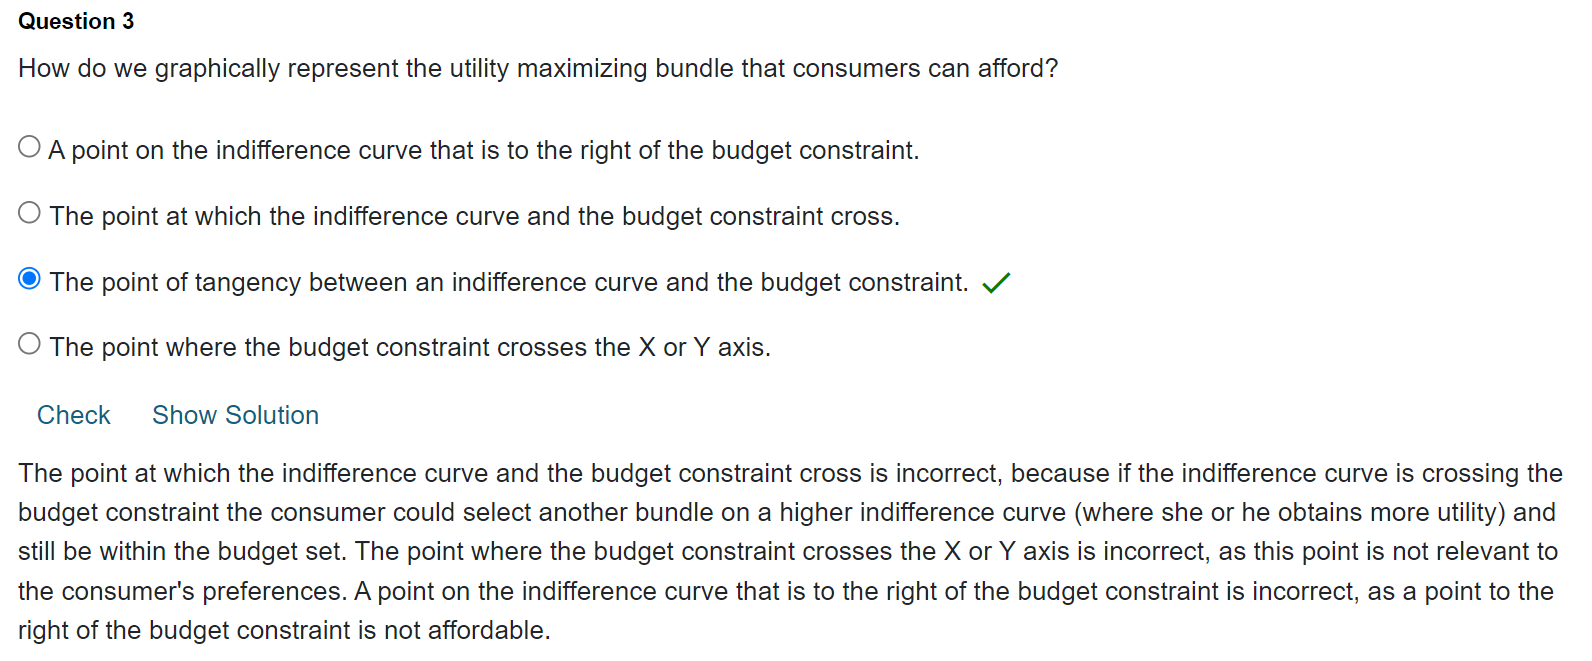 Question 3
How do we graphically represent the utility maximizing bundle that consumers can afford?
A point on the indifference curve that is to the right of the budget constraint.
The point at which the indifference curve and the budget constraint cross.
The point of tangency between an indifference curve and the budget constraint.
The point where the budget constraint crosses the X or Y axis.
Check Show Solution
The point at which the indifference curve and the budget constraint cross is incorrect, because if the indifference curve is crossing the
budget constraint the consumer could select another bundle on a higher indifference curve (where she or he obtains more utility) and
still be within the budget set. The point where the budget constraint crosses the X or Y axis is incorrect, as this point is not relevant to
the consumer's preferences. A point on the indifference curve that is to the right of the budget constraint is incorrect, as a point to the
right of the budget constraint is not affordable.